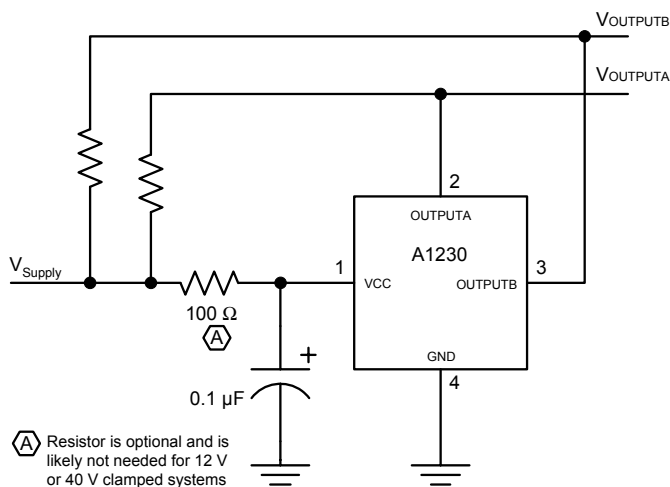 VOUTPUTB
VOUTPUTA
2
OUTPUTA
A1230
VSupply
1
VCC
OUTPUTB
3
100 Ω
A
+
GND
4
0.1 µF
A Resistor is optional and is
likely not needed for 12 V
or 40 V clamped systems